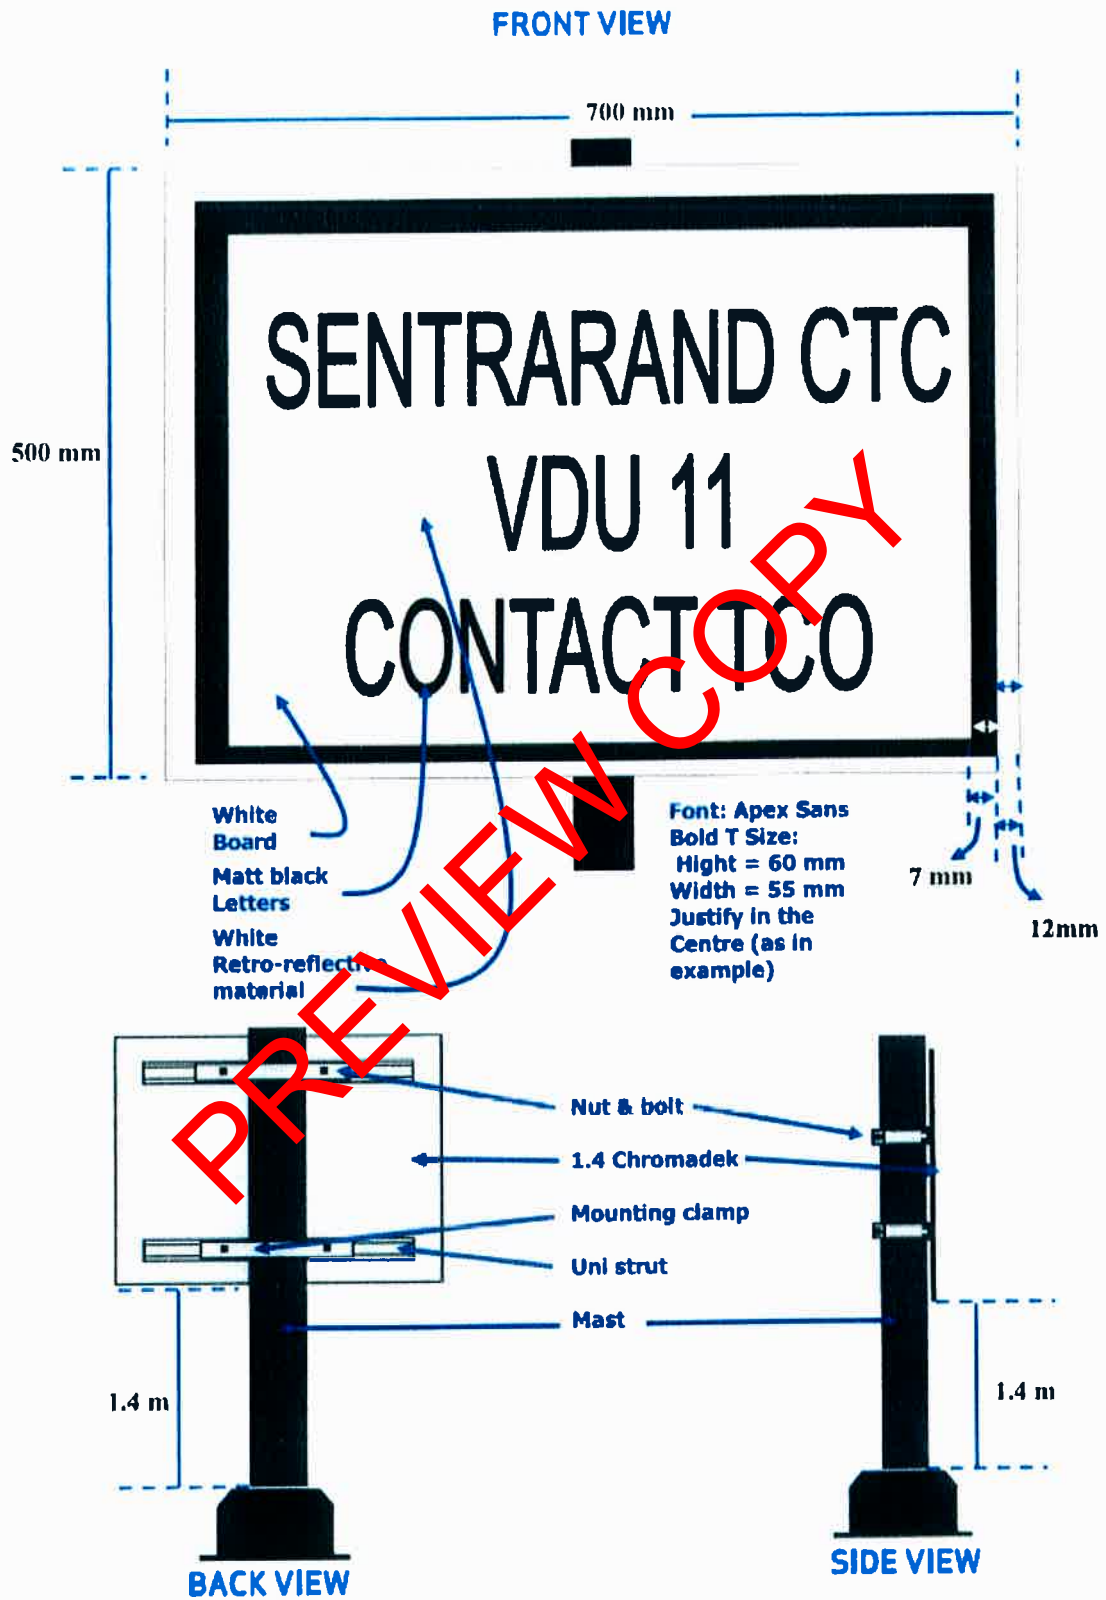 FRONT VIEW
700 mm
SENTRARAND CTC
500 mm
VDU 11
CONTACT TCO
White
Board
Matt black
Letters
White
Retro-reflective
material
Font: Apex Sans
Bold T Size:
Hight = 60 mm
Width = 55 mm
Justify in the
Centre (as in
example)
7 mm
12mm
PREVIEW COPY
Nut & bolt
1.4 Chromadek
Mounting clamp
Uni strut
Mast
1.4 m
1.4 m
BACK VIEW
SIDE VIEW